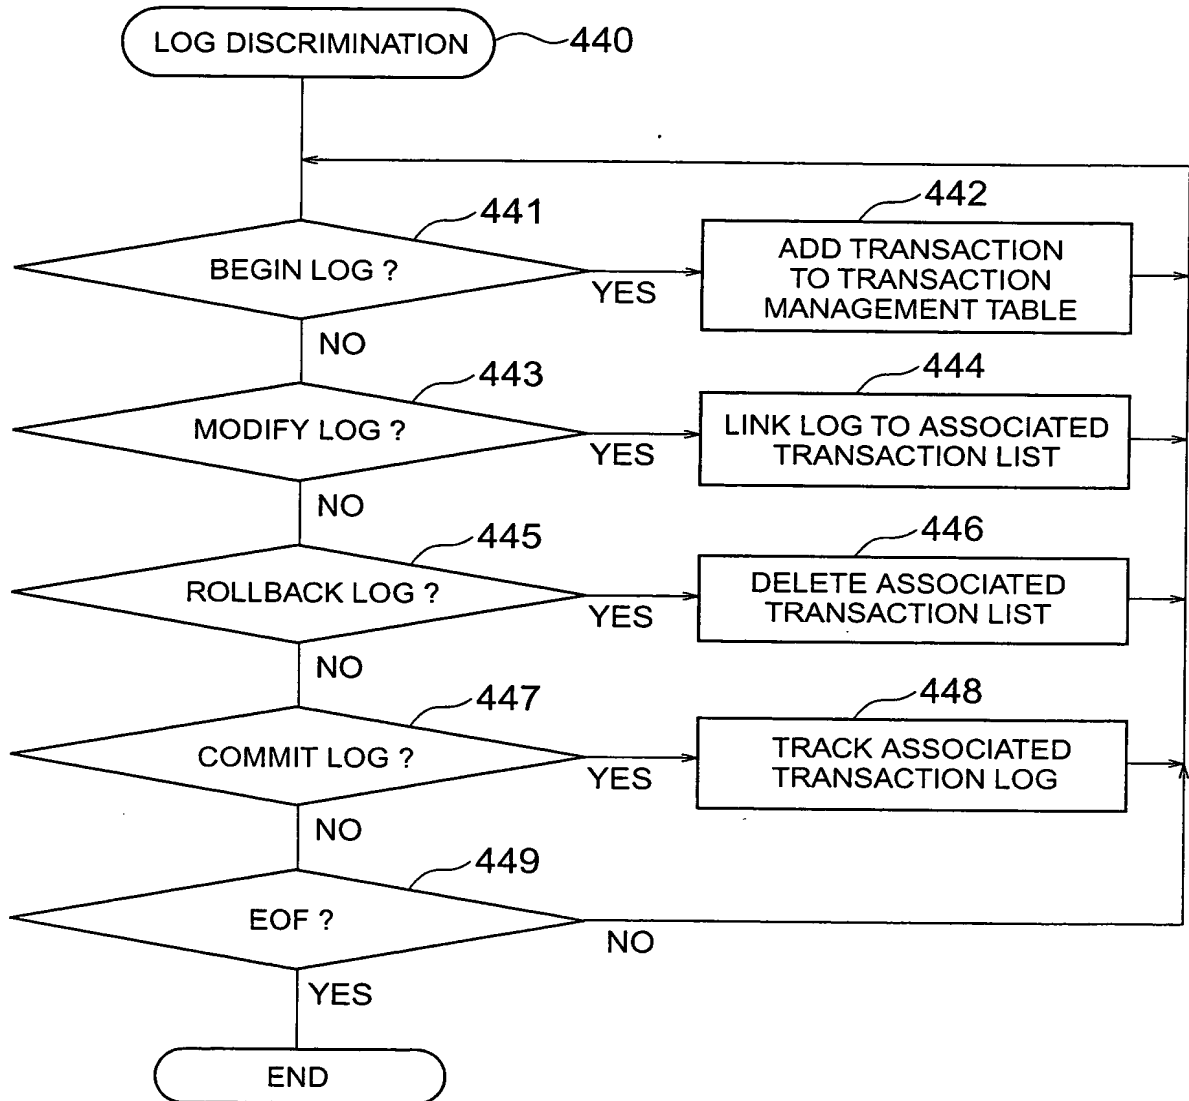 LOG DISCRIMINATION
440
441
BEGIN LOG ?
YES
NO
442
ADD TRANSACTION
TO TRANSACTION
MANAGEMENT TABLE
443
MODIFY LOG ?
YES
NO
444
LINK LOG TO ASSOCIATED
TRANSACTION LIST
445
ROLLBACK LOG ?
YES
NO
446
DELETE ASSOCIATED
TRANSACTION LIST
447
COMMIT LOG ?
YES
NO
448
TRACK ASSOCIATED
TRANSACTION LOG
449
EOF ?
NO
YES
END